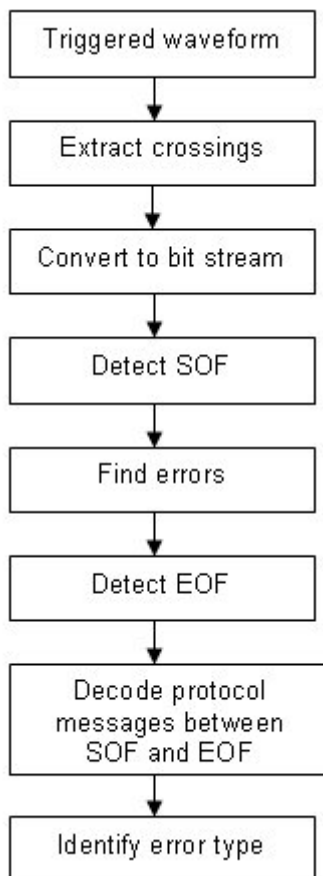 Triggered waveform
Extract crossings
Convert to bit stream
Detect SOF
Find errors
Detect EOF
Decode protocol
messages between
SOF and EOF
Identify error type